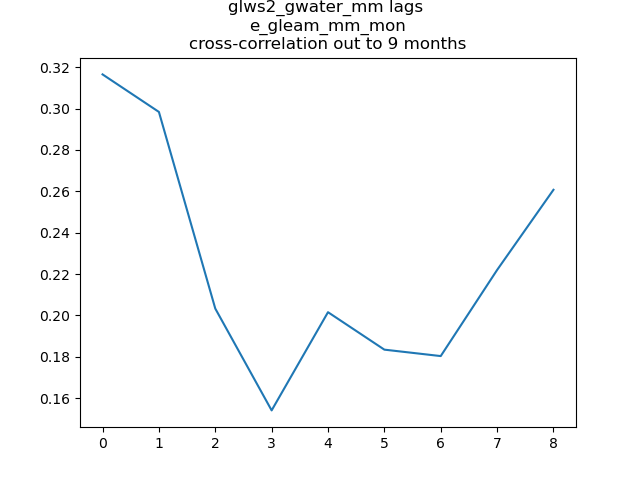 glws2_gwater_mm lags
e_gleam_mm_mon
cross-correlation out to 9 months
0.32
0.30
0.28
0.26
0.24
0.22
0.20
0.18
0.16
0 1 2 3 4 5 6 7 8